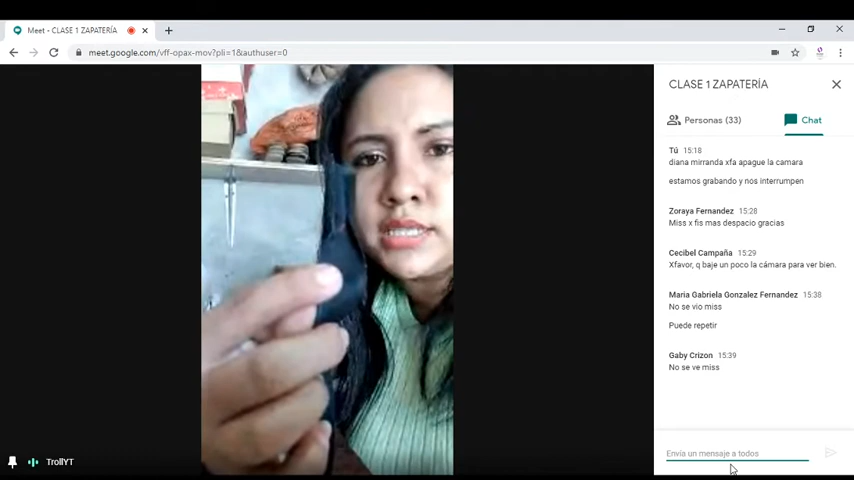 Meet - CLASE 1 ZAPATERÍA
meet.google.com/vff-opax-mov?pli=1&authuser=0
CLASE 1 ZAPATERÍA
Personas (33)
Chat
Tú 15:18
diana mirranda xfa apague la camara
estamos grabando y nos interrumpen
Zoraya Fernandez 15:28
Miss x fis mas despacio gracias
Cecibel Campaña 15:29
Xfavor, q baje un poco la cámara para ver bien.
Maria Gabriela Gonzalez Fernandez 15:38
No se vio miss
Puede repetir
Gaby Crizon 15:39
No se ve miss
Envía un mensaje a todos
TrollYT